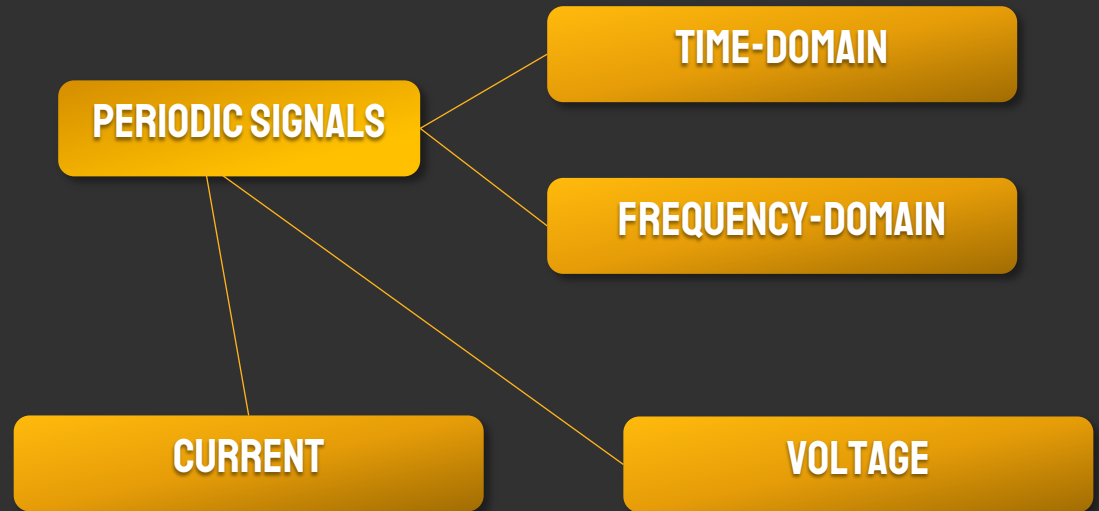 TIME-DOMAIN
PERIODIC SIGNALS
FREQUENCY-DOMAIN
CURRENT
VOLTAGE